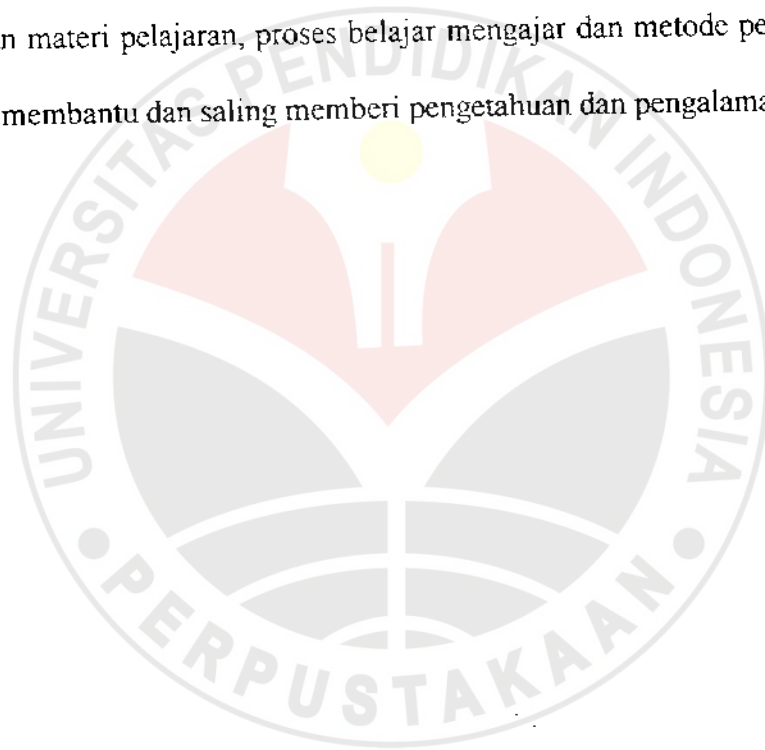 n materi pelajaran, proses belajar mengajar dan metode pe
membantu dan saling memberi pengetahuan dan pengalama
UNIVERSITAS PENDIDIKAN INDONESIA
PERPUSTAKAAN